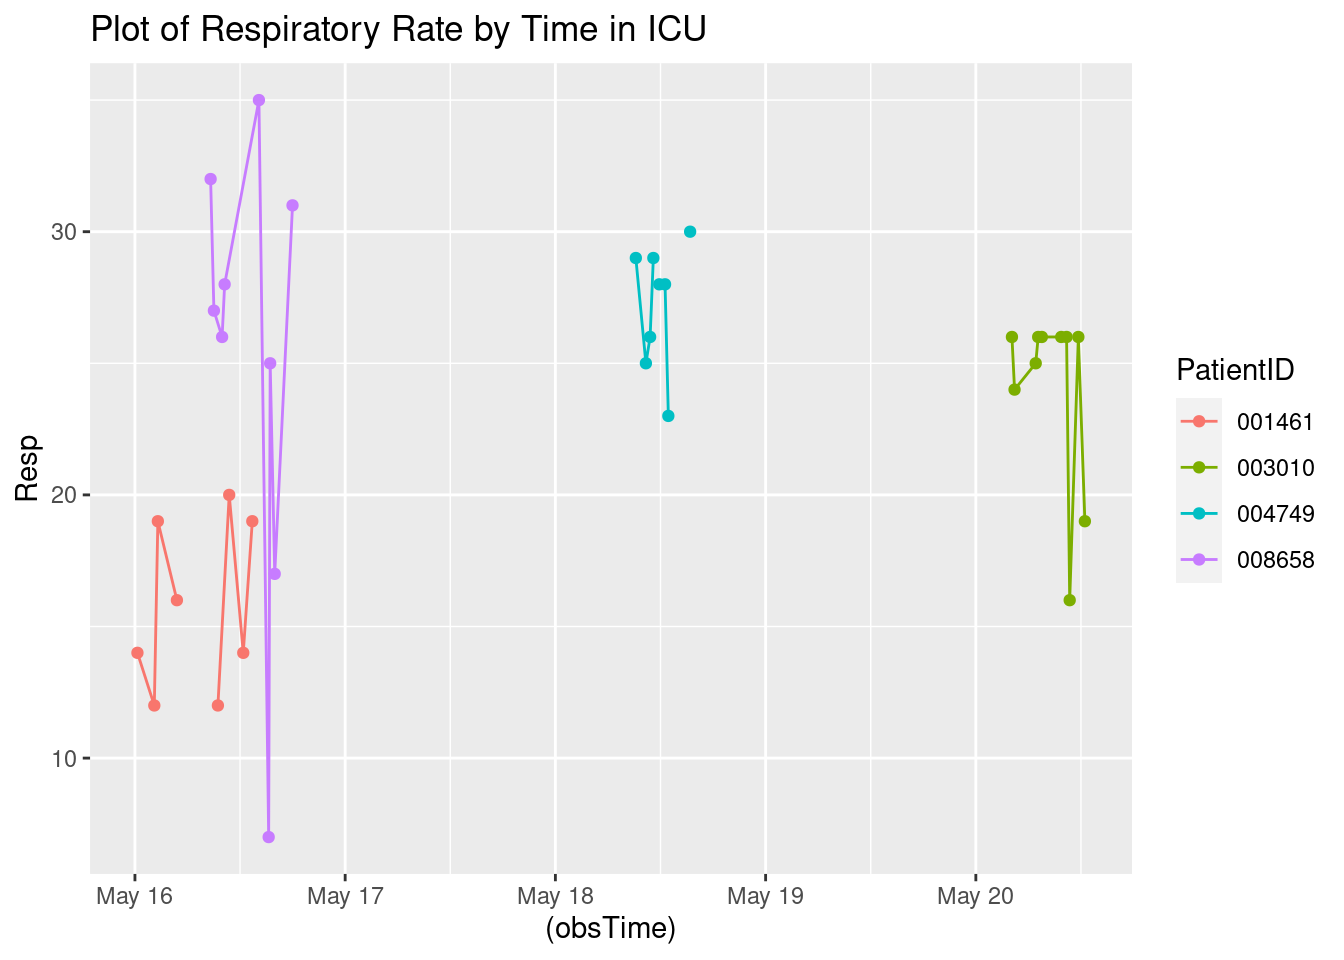 Plot of Respiratory Rate by Time in ICU
Resp
30
20
10
May 16
May 17
May 18
May 19
May 20
(obsTime)
PatientID
001461
003010
004749
008658